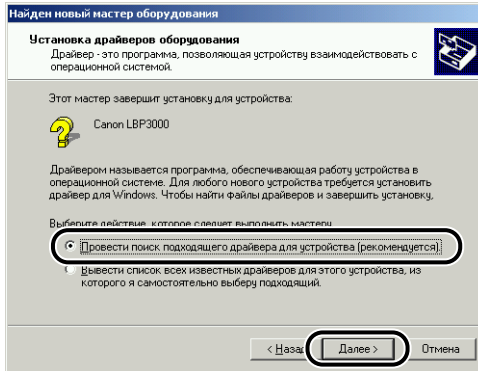 Найден новый мастер оборудования
Установка драйверов оборудования
Драйвер - это программа, позволяющая устройству взаимодействовать с
операционной системой.
Этот мастер завершит установку для устройства:
Canon LBP3000
Драйвером называется программа, обеспечивающая работу устройства в
операционной системе. Для любого нового устройства требуется установить
драйвер для Windows. Чтобы найти файлы драйверов и завершить установку,
Выберите действие, которое следует выполнить мастеру
Провести поиск подходящего драйвера для устройства (рекомендуется).
Вывести список всех известных драйверов для этого устройства, из
которого я самостоятельно выберу подходящий.
< Назад Далее > Отмена